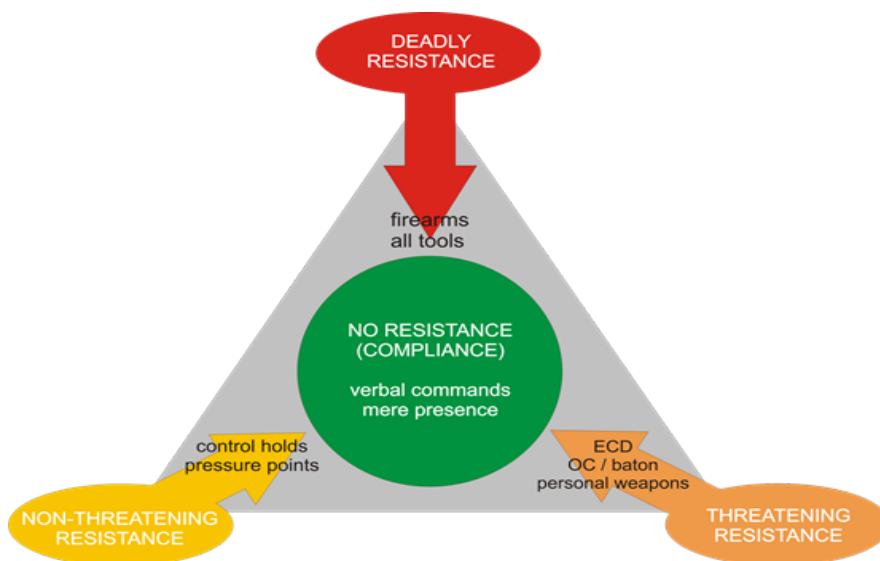 DEADLY
RESISTANCE
firearms
all tools
NO RESISTANCE
(COMPLIANCE)
verbal commands
mere presence
control holds
pressure points
ECD
OC / baton
personal weapons
NON-THREATENING
RESISTANCE
THREATENING
RESISTANCE